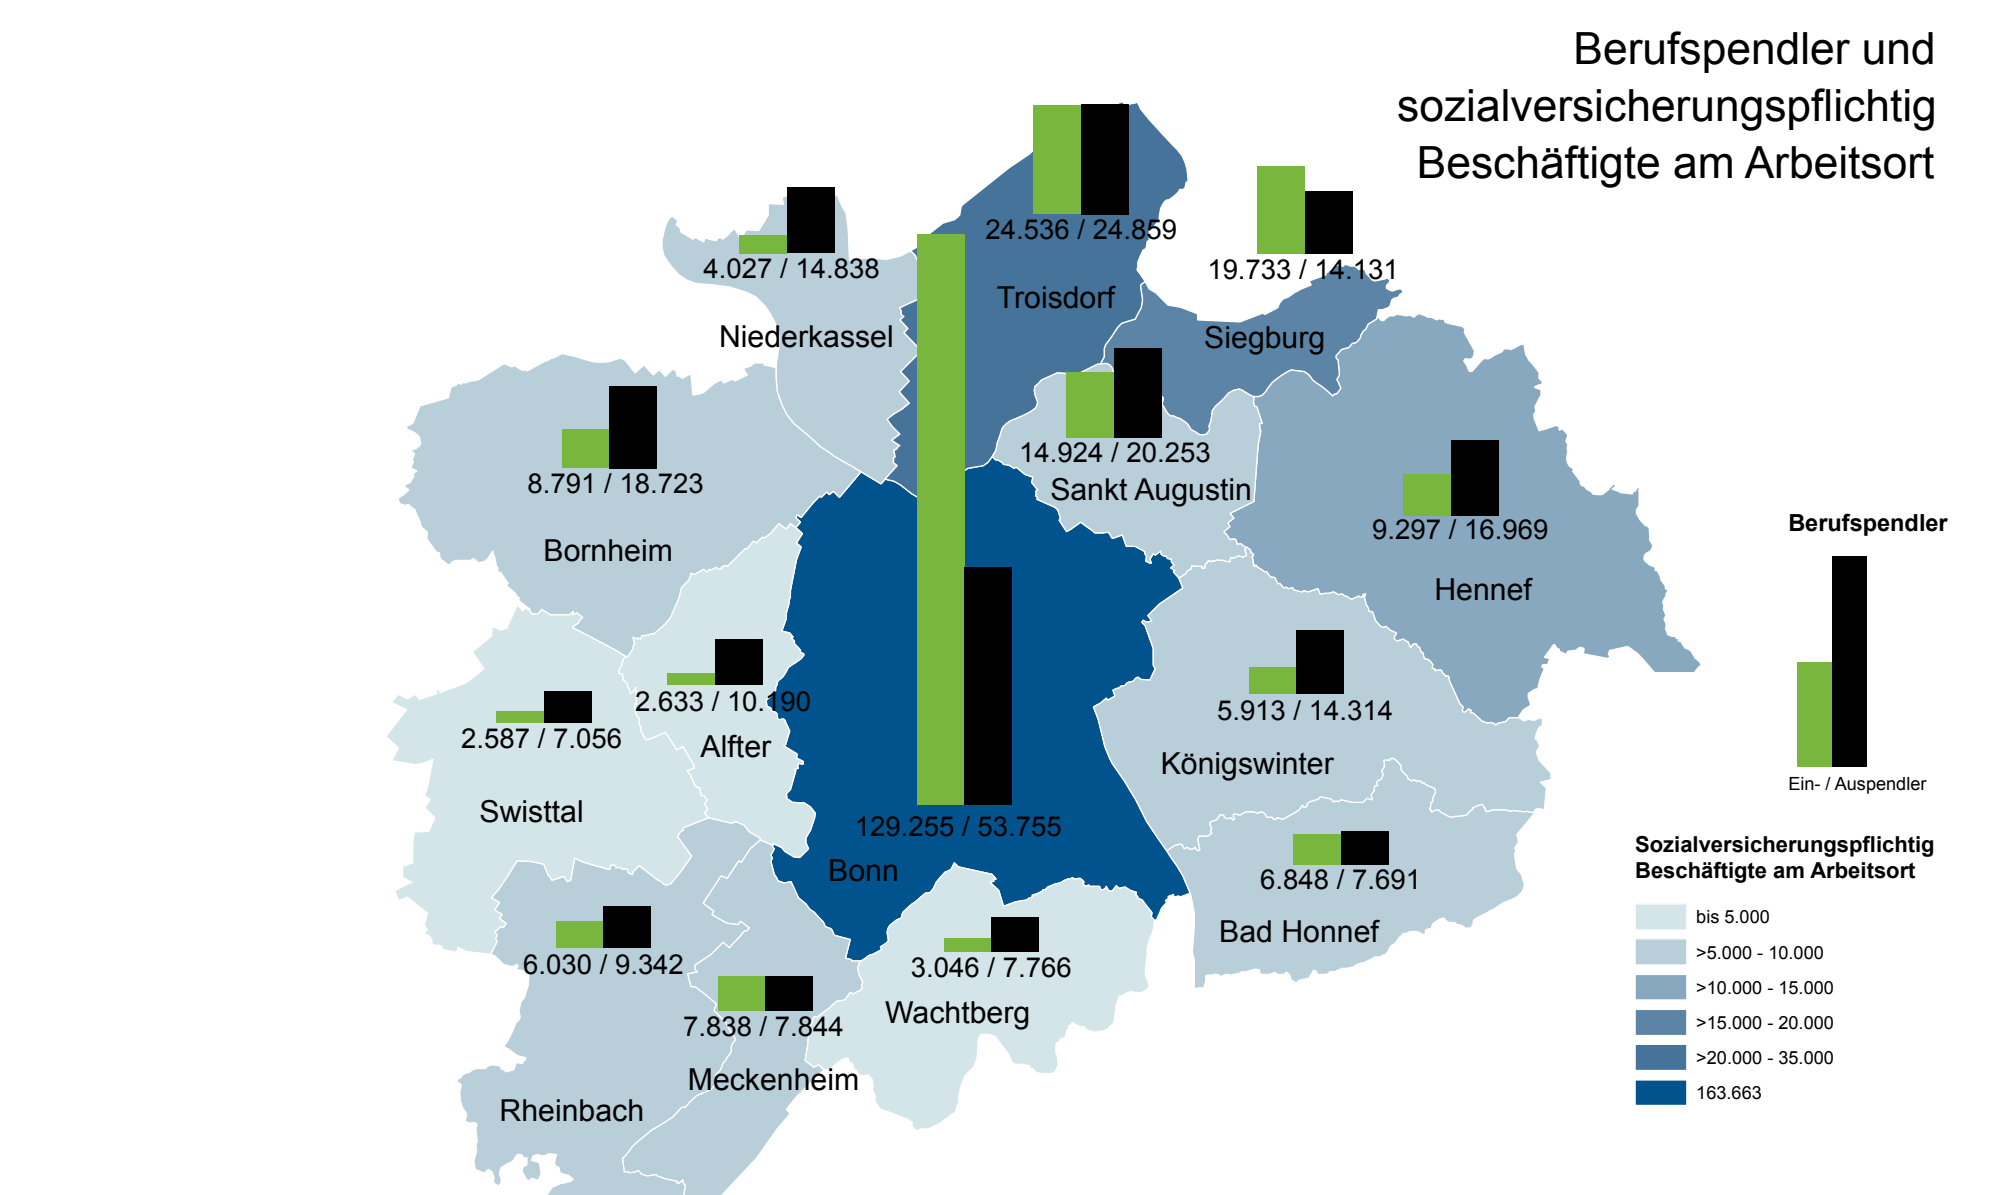 Berufspendler und
sozialversicherungspflichtig
Beschäftigte am Arbeitsort
24.536 / 24.859
Troisdorf
19.733 / 14.131
Siegburg
4.027 / 14.838
Niederkassel
14.924 / 20.253
Sankt Augustin
8.791 / 18.723
Bornheim
9.297 / 16.969
Hennef
2.633 / 10.190
Alfter
2.587 / 7.056
Swisttal
5.913 / 14.314
Königswinter
129.255 / 53.755
Bonn
6.848 / 7.691
Bad Honnef
6.030 / 9.342
Rheinbach
7.838 / 7.844
Meckenheim
3.046 / 7.766
Wachtberg
Berufspendler
Ein- / Auspendler
Sozialversicherungspflichtig
Beschäftigte am Arbeitsort
bis 5.000
>5.000 - 10.000
>10.000 - 15.000
>15.000 - 20.000
>20.000 - 35.000
163.663